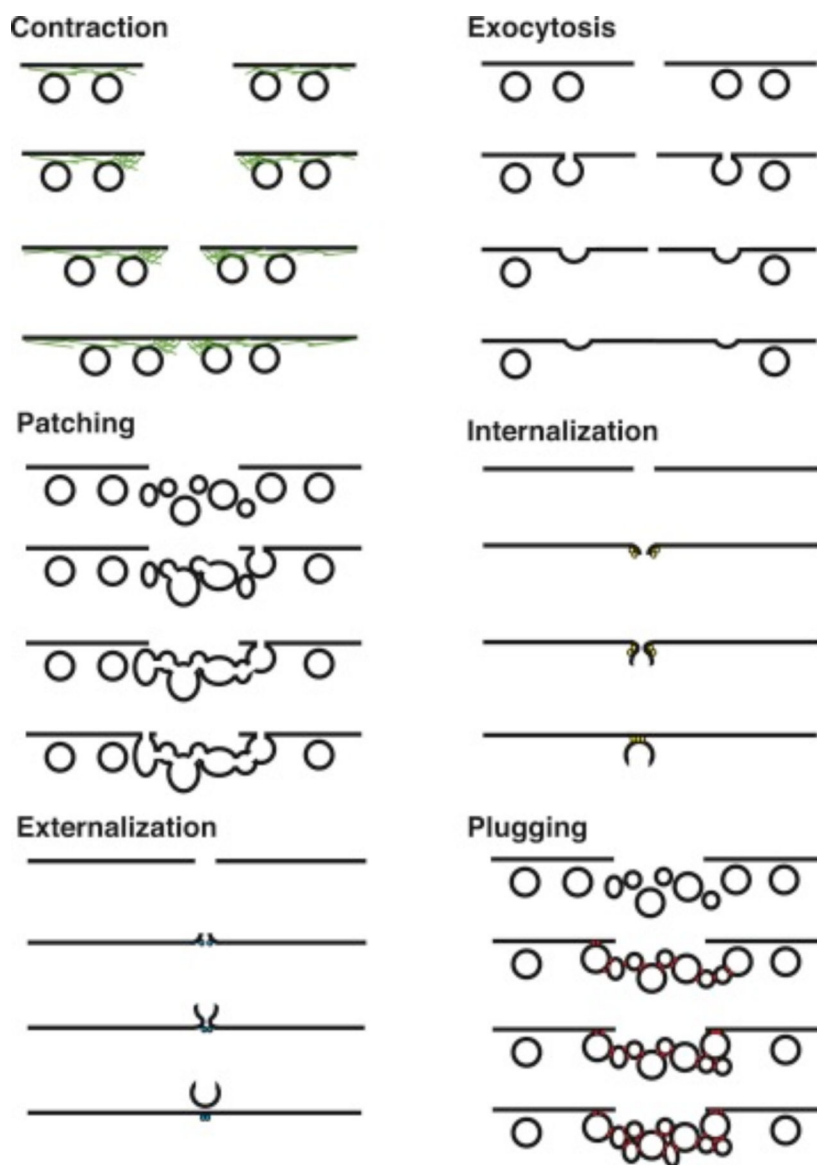 Contraction
Exocytosis
Patching
Internalization
Externalization
Plugging